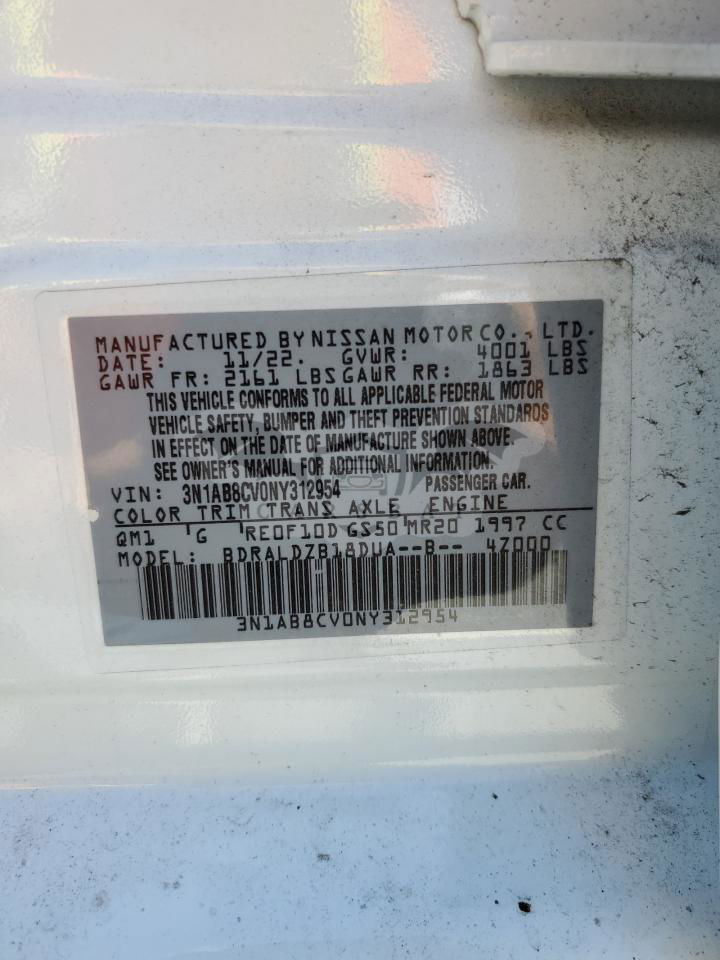 MANUFACTURED BY NISSAN MOTOR CO., LTD.
DATE: 11/22. GVWR: 4001 LBS
GAWR FR: 2161 LBS GAWR RR: 1863 LBS
THIS VEHICLE CONFORMS TO ALL APPLICABLE FEDERAL MOTOR
VEHICLE SAFETY, BUMPER AND THEFT PREVENTION STANDARDS
IN EFFECT ON THE DATE OF MANUFACTURE SHOWN ABOVE.
SEE OWNER'S MANUAL FOR ADDITIONAL INFORMATION.
VIN: 3N1AB8CV0NY312954 PASSENGER CAR.
COLOR TRIM TRANS AXLE ENGINE
QM1 G RE0F10D GS50 MR20 1997 CC
MODEL: BDRALDZB18DUA--B-- 4Z000
3N1AB8CV0NY312954